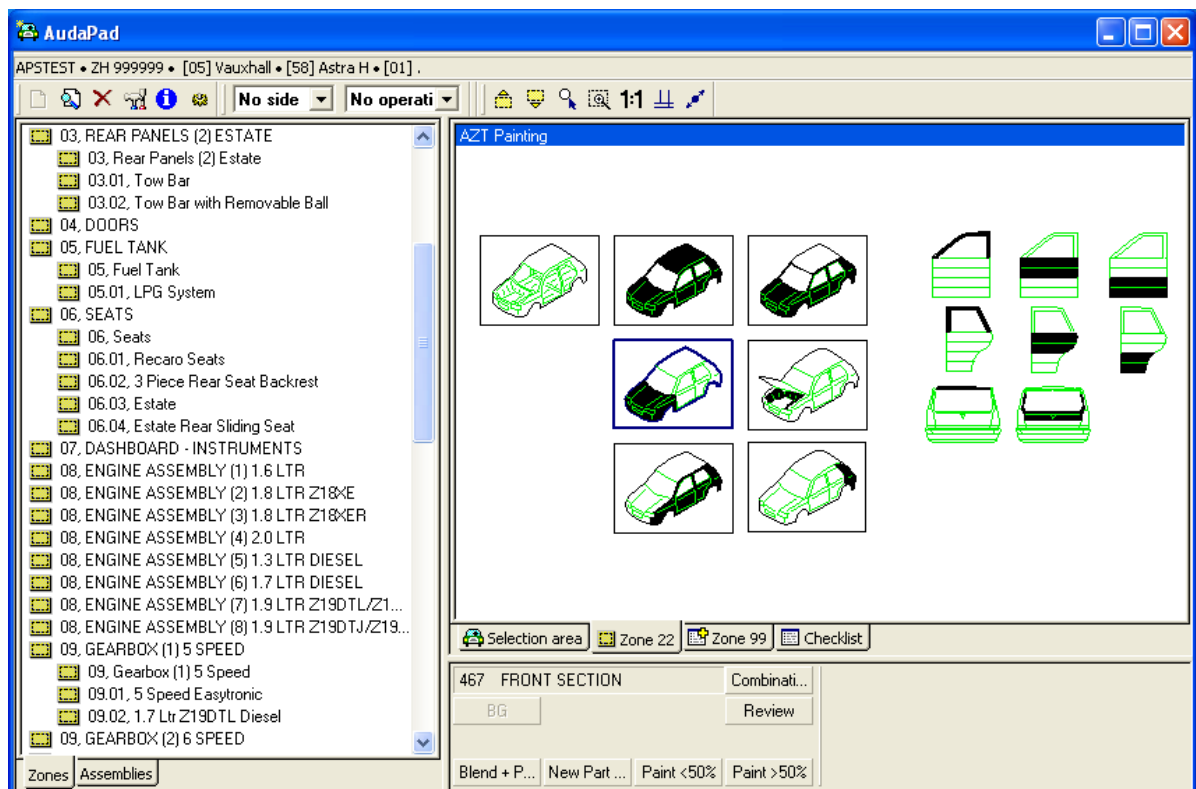 AudaPad
APSTEST • ZH 999999 • [05] Vauxhall • [58] Astra H • [01] .
No side
No operati
1:1
03, REAR PANELS (2) ESTATE
03, Rear Panels (2) Estate
03.01, Tow Bar
03.02, Tow Bar with Removable Ball
04, DOORS
05, FUEL TANK
05, Fuel Tank
05.01, LPG System
06, SEATS
06, Seats
06.01, Recaro Seats
06.02, 3 Piece Rear Seat Backrest
06.03, Estate
06.04, Estate Rear Sliding Seat
07, DASHBOARD - INSTRUMENTS
08, ENGINE ASSEMBLY (1) 1.6 LTR
08, ENGINE ASSEMBLY (2) 1.8 LTR Z18XE
08, ENGINE ASSEMBLY (3) 1.8 LTR Z18XER
08, ENGINE ASSEMBLY (4) 2.0 LTR
08, ENGINE ASSEMBLY (5) 1.3 LTR DIESEL
08, ENGINE ASSEMBLY (6) 1.7 LTR DIESEL
08, ENGINE ASSEMBLY (7) 1.9 LTR Z19DTL/Z1...
08, ENGINE ASSEMBLY (8) 1.9 LTR Z19DTJ/Z19...
09, GEARBOX (1) 5 SPEED
09, Gearbox (1) 5 Speed
09.01, 5 Speed Easytronic
09.02, 1.7 Ltr Z19DTL Diesel
09, GEARBOX (2) 6 SPEED
Zones
Assemblies
AZT Painting
Selection area
Zone 22
Zone 99
Checklist
467 FRONT SECTION
Combinati...
BG
Review
Blend + P...
New Part ...
Paint <50%
Paint >50%